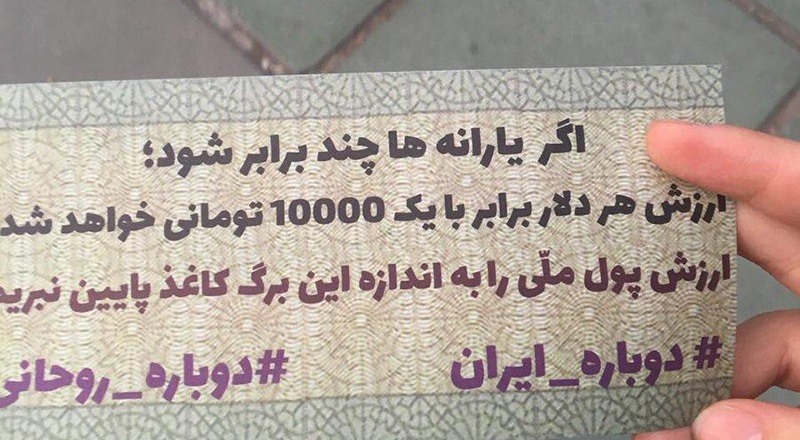 اگر یارانه ها چند برابر شود؛
ارزش هر دلار برابر با یک 10000 تومانی خواهد شد
ارزش پول ملّی را به اندازه این برگ کاغذ پایین نبرید
# دوباره_ایران #دوباره_روحانی